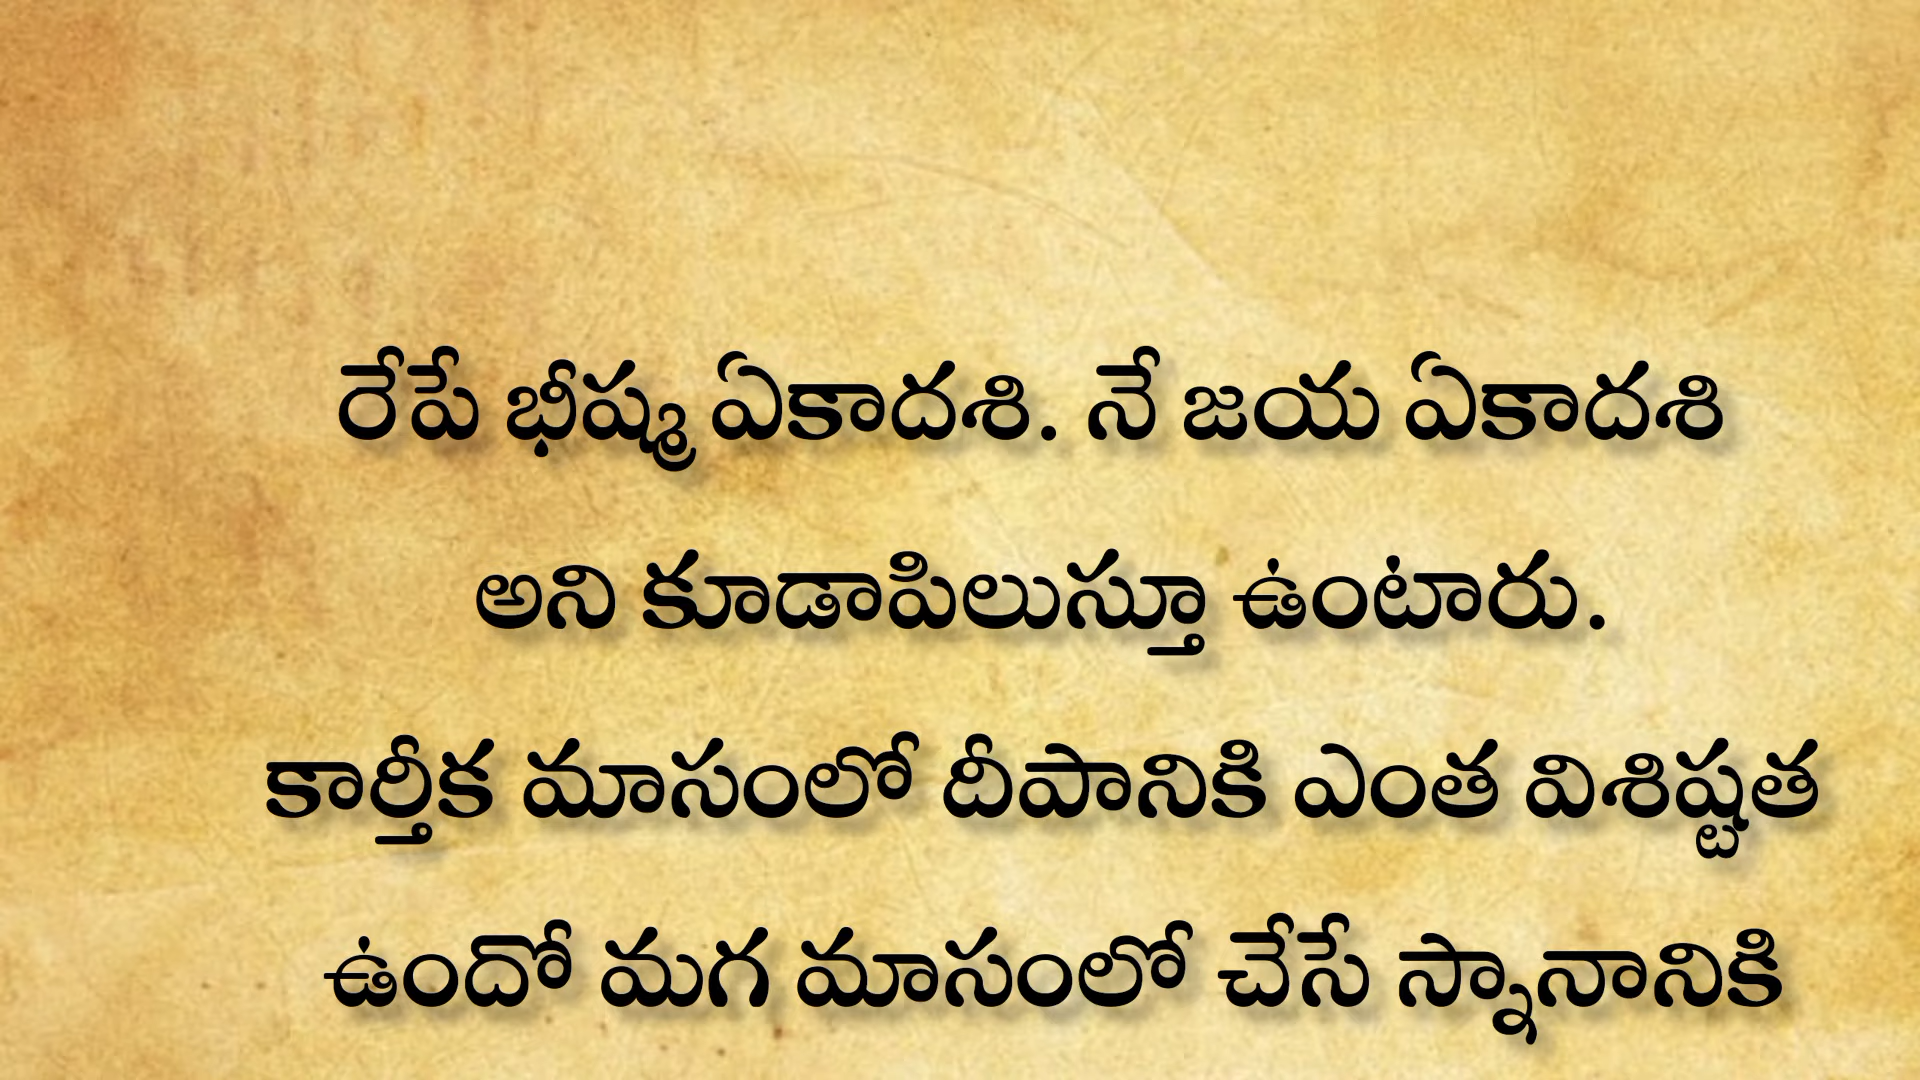 రేపే భీష్మ ఏకాదశి. నే జయ ఏకాదశి
అని కూడాపిలుస్తూ ఉంటారు.
కార్తీక మాసంలో దీపానికి ఎంత విశిష్టత
ఉందో మగ మాసంలో చేసే స్నానానికి